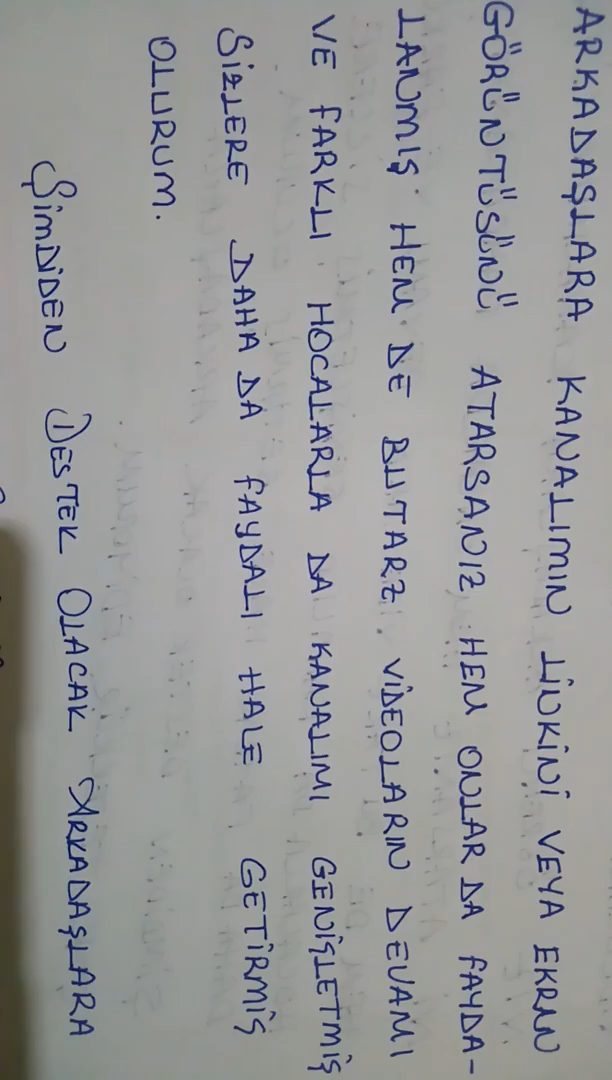 ARKADAŞLARA KANALIMIN LİNKİNİ VEYA EKRAN
GÖRÜNTÜSÜNÜ ATARSANIZ HEM ONLAR DA FAYDA-
LANMIŞ HEM DE BU TARZ VİDEOLARIN DEVAMI
VE FARKLI HOCALARLA DA KANALIMI GENİŞLETMİŞ
SİZLERE DAHA DA FAYDALI HALE GETİRMİŞ
OLURUM.
ŞİMDİDEN DESTEK OLACAK ARKADAŞLARA